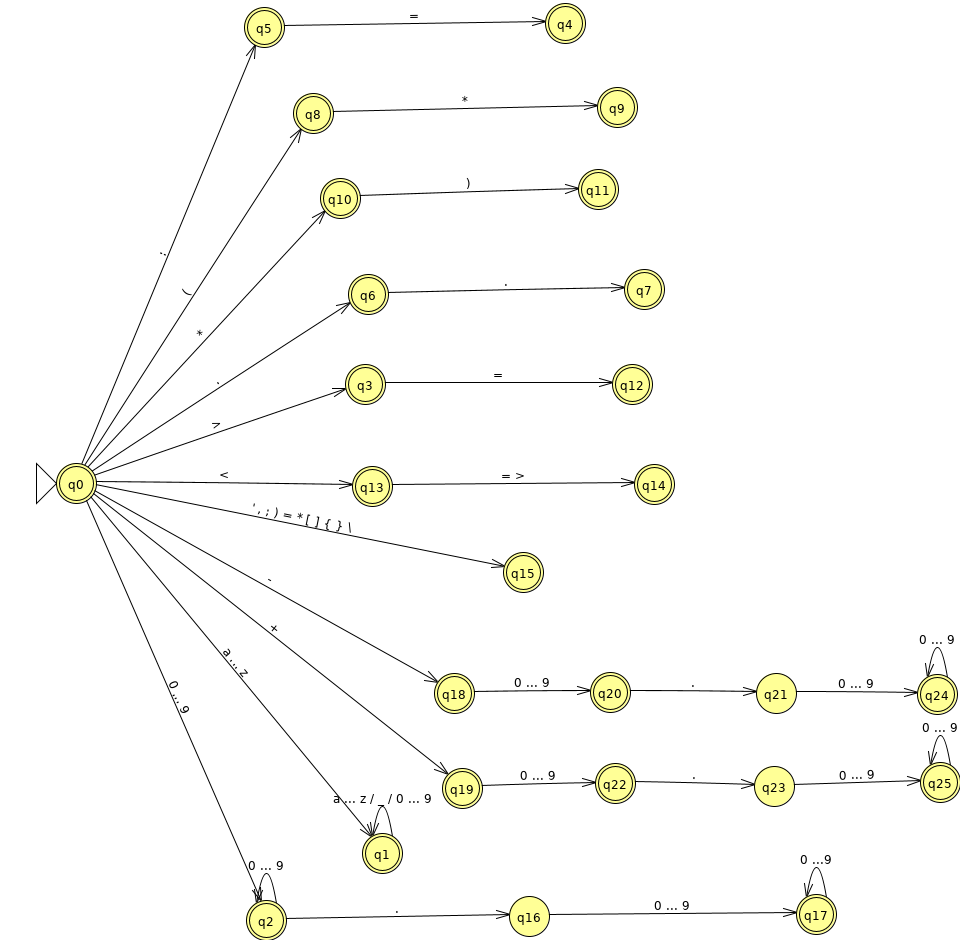 q5 = q4
:
q8 * q9
(
q10 ) q11
*
q6 . q7
.
q3 = q12
>
q0 < q13 = > q14
' , ; ) = * [ ] { } \
q15
-
q18 0 ... 9 q20 . q21 0 ... 9 q24
0 ... 9
+
q19 0 ... 9 q22 . q23 0 ... 9 q25
0 ... 9
a ... z
a ... z / _ / 0 ... 9
q1
0 ... 9
0 ... 9
q2 . q16 0 ... 9 q17
0 ...9